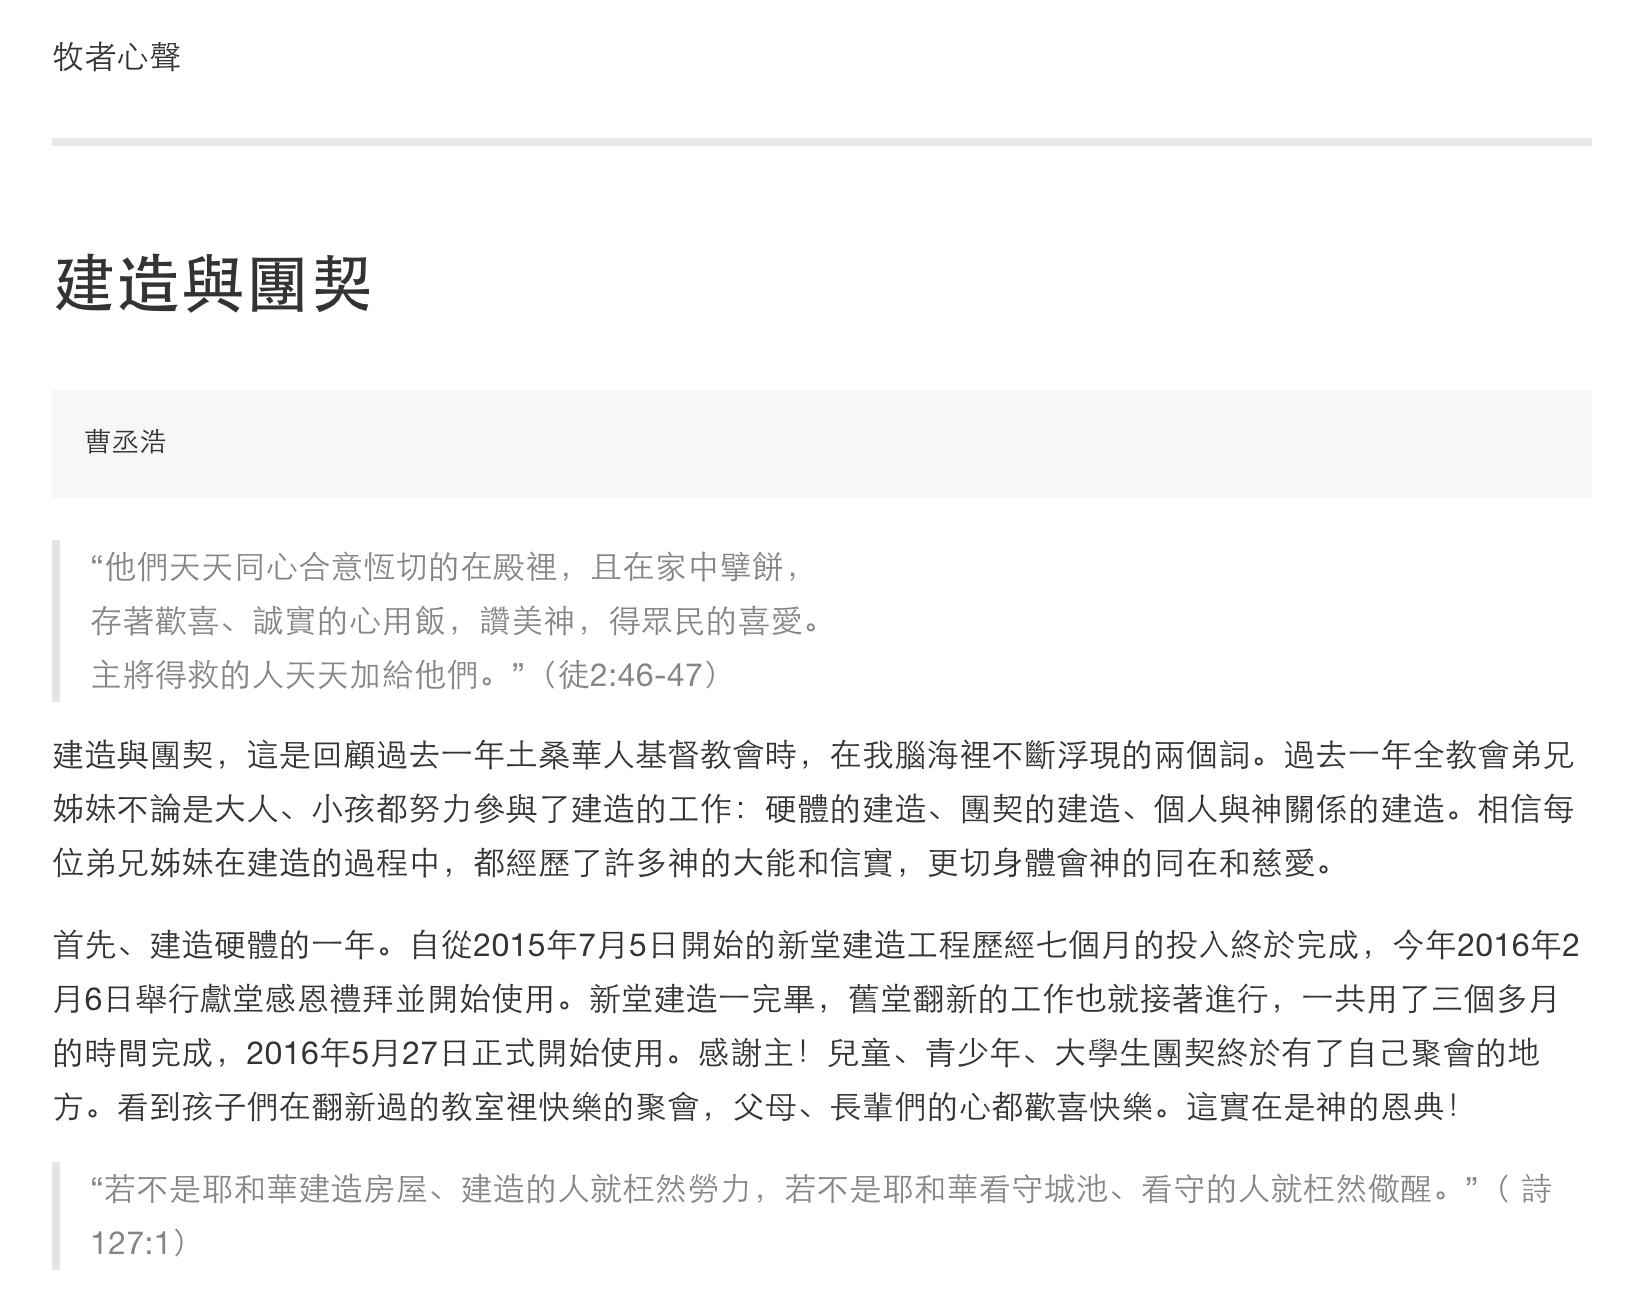 牧者心聲
建造與團契
曹丞浩
“他們天天同心合意恆切的在殿裡，且在家中擘餅，
存著歡喜、誠實的心用飯，讚美神，得眾民的喜愛。
主將得救的人天天加給他們。”（徒2:46-47）
建造與團契，這是回顧過去一年土桑華人基督教會時，在我腦海裡不斷浮現的兩個詞。過去一年全教會弟兄
姊妹不論是大人、小孩都努力參與了建造的工作：硬體的建造、團契的建造、個人與神關係的建造。相信每
位弟兄姊妹在建造的過程中，都經歷了許多神的大能和信實，更切身體會神的同在和慈愛。
首先、建造硬體的一年。自從2015年7月5日開始的新堂建造工程歷經七個月的投入終於完成，今年2016年2
月6日舉行獻堂感恩禮拜並開始使用。新堂建造一完畢，舊堂翻新的工作也就接著進行，一共用了三個多月
的時間完成，2016年5月27日正式開始使用。感謝主！兒童、青少年、大學生團契終於有了自己聚會的地
方。看到孩子們在翻新過的教室裡快樂的聚會，父母、長輩們的心都歡喜快樂。這實在是神的恩典！
“若不是耶和華建造房屋、建造的人就枉然勞力，若不是耶和華看守城池、看守的人就枉然儆醒。”（ 詩
127:1）